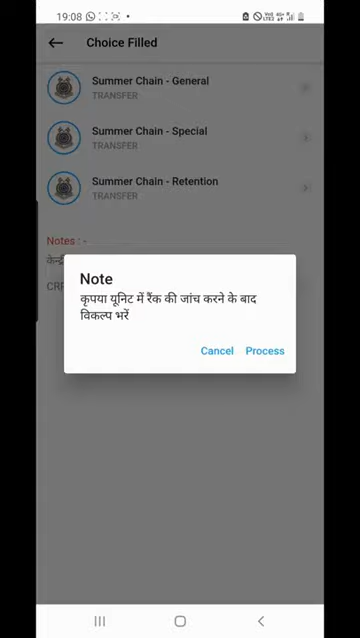 19:08
Choice Filled
Summer Chain - General
TRANSFER
Summer Chain - Special
TRANSFER
Summer Chain - Retention
TRANSFER
Notes : -
Note
कृपया यूनिट में रैंक की जांच करने के बाद
विकल्प भरें
Cancel Process